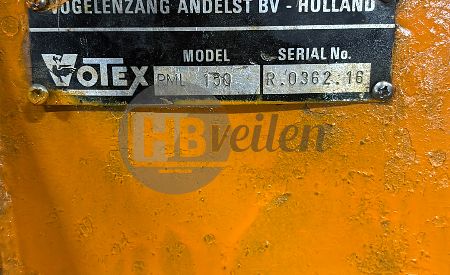 VOGELENZANG ANDELST BV - HOLLAND
MODEL SERIAL No.
VOTEX PML 150 R.0362.16
HBveilen